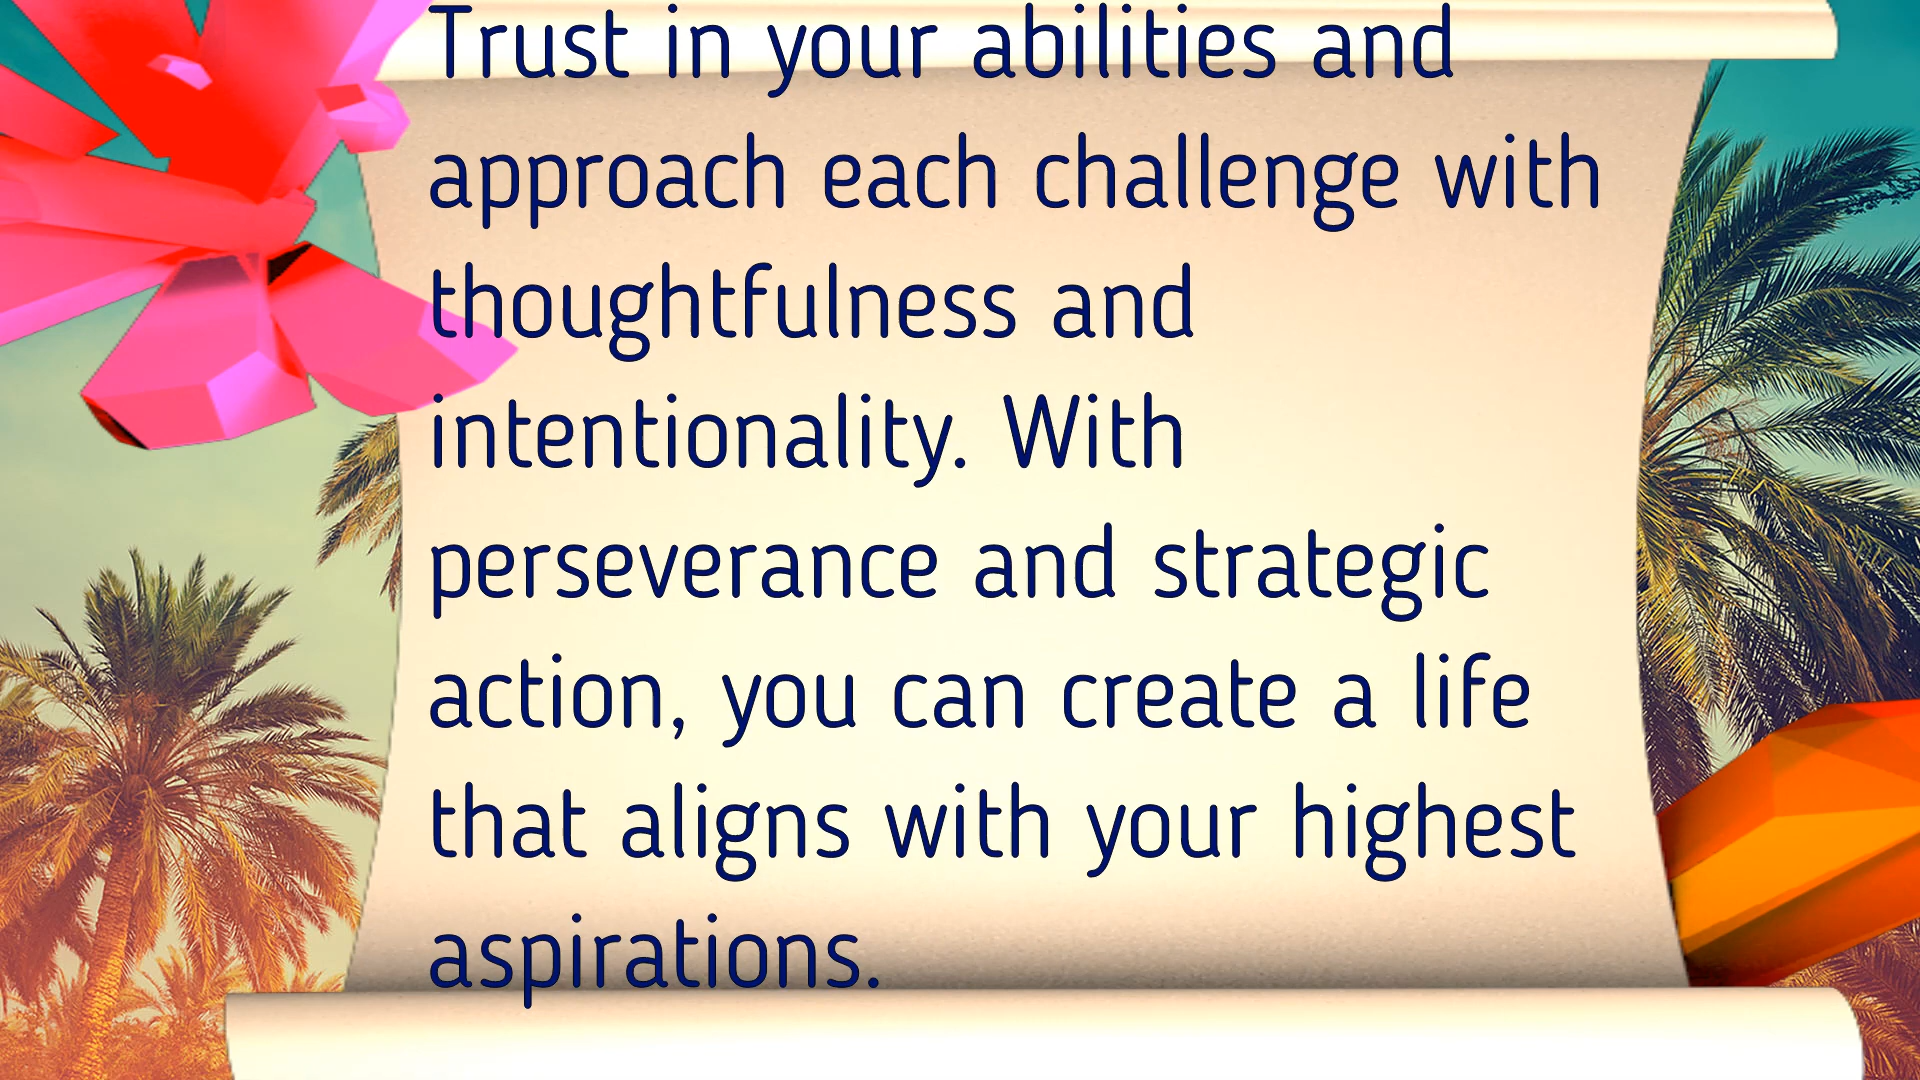 Trust in your abilities and
approach each challenge with
thoughtfulness and
intentionality. With
perseverance and strategic
action, you can create a life
that aligns with your highest
aspirations.